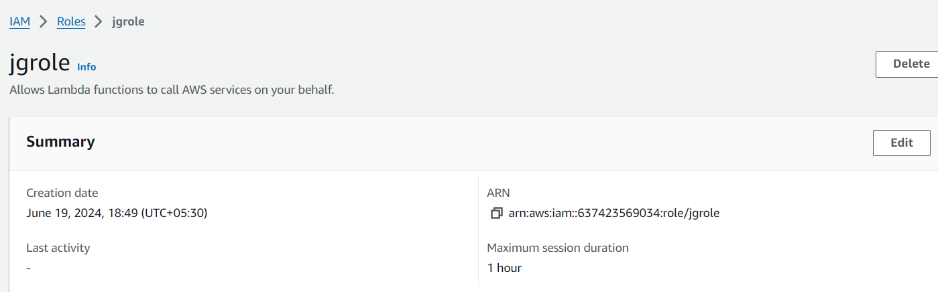 IAM > Roles > jgrole
jgrole Info
Delete
Allows Lambda functions to call AWS services on your behalf.
Summary
Edit
Creation date
June 19, 2024, 18:49 (UTC+05:30)
ARN
arn:aws:iam::637423569034:role/jgrole
Last activity
-
Maximum session duration
1 hour